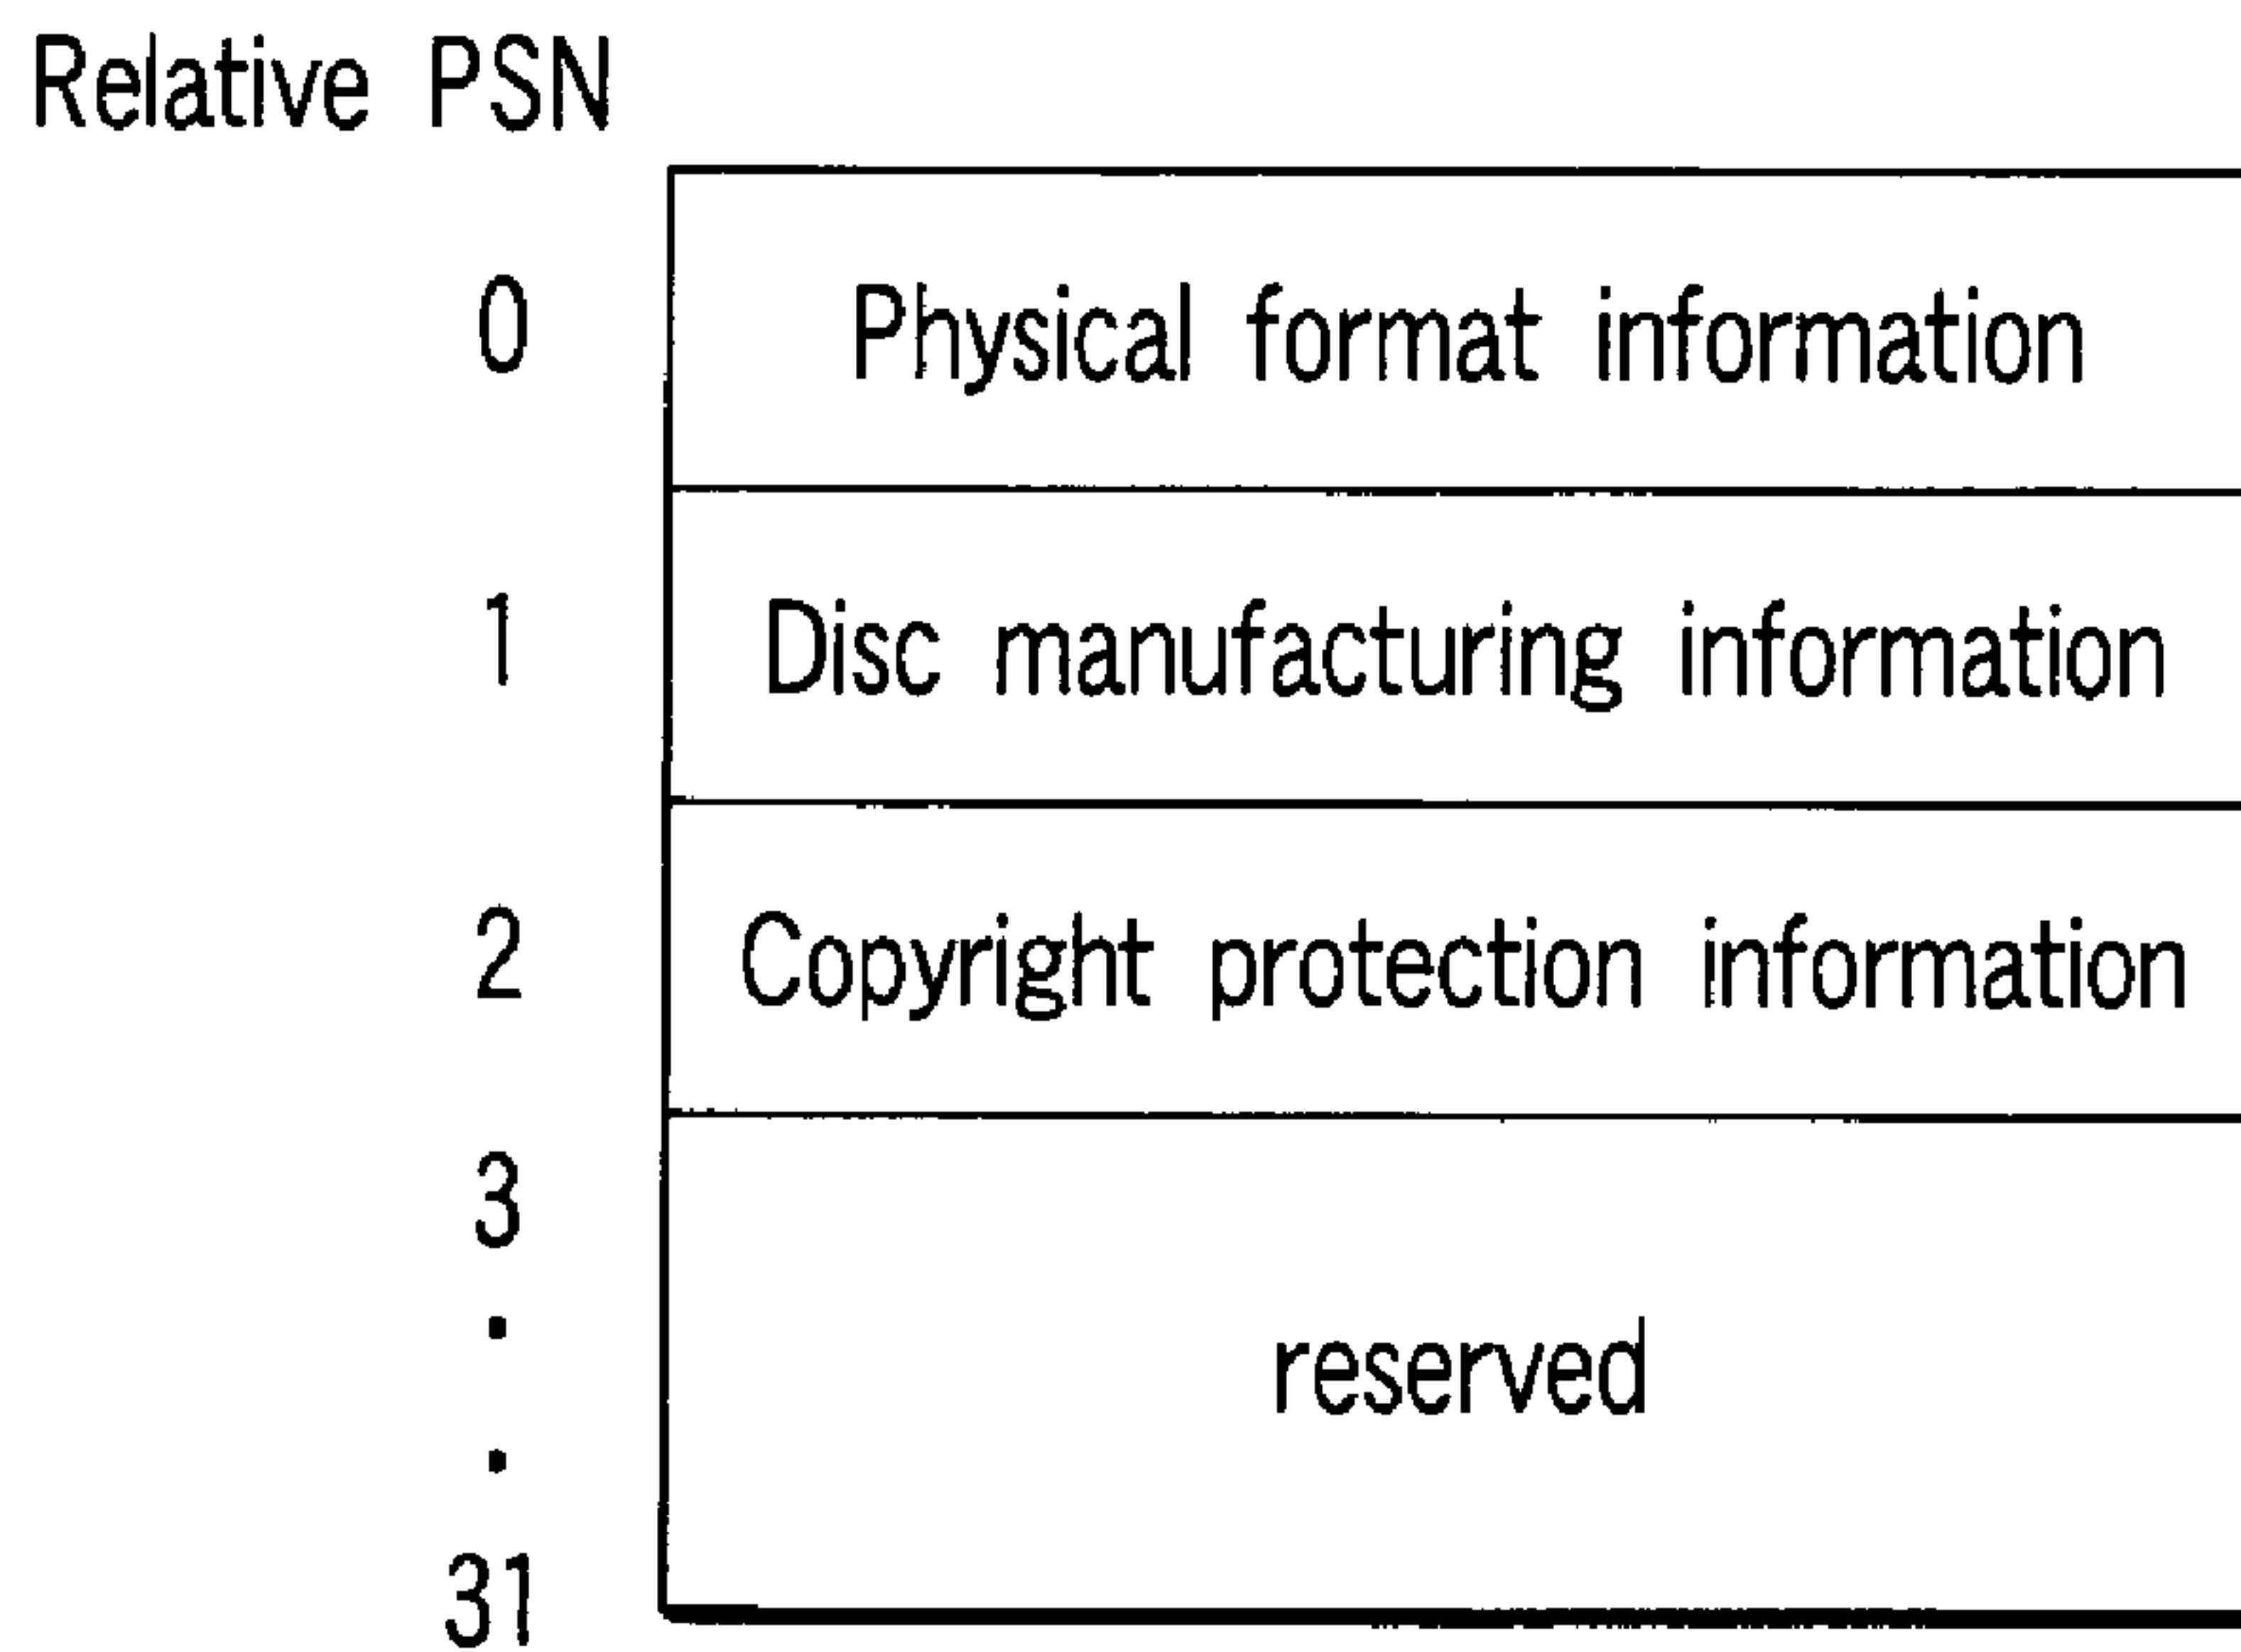 Relative PSN
0 Physical format information
1 Disc manufacturing information
2 Copyright protection information
3
.
reserved
.
31